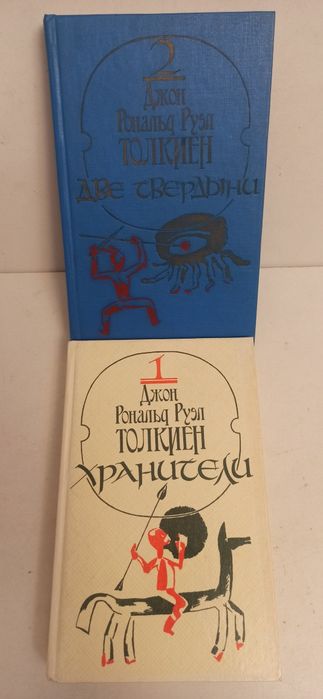 2
Джон
Рональд Руэл
ТОЛКИЕН
ДВЕ ТВЕРДЫНИ
1
Джон
Рональд Руэл
ТОЛКИЕН
ХРАНИТЕЛИ